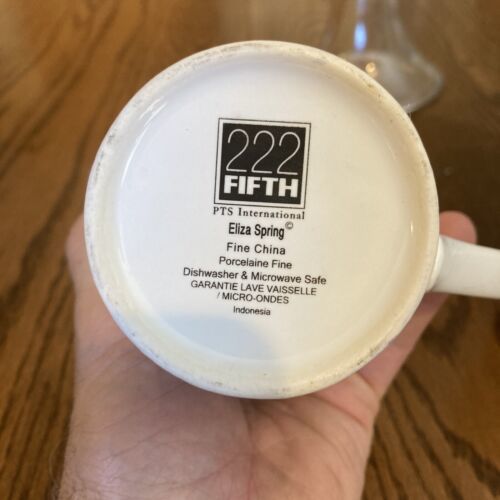 222
FIFTH
PTS International
Eliza Spring©
Fine China
Porcelaine Fine
Dishwasher & Microwave Safe
GARANTIE LAVE VAISSELLE
/ MICRO-ONDES
Indonesia